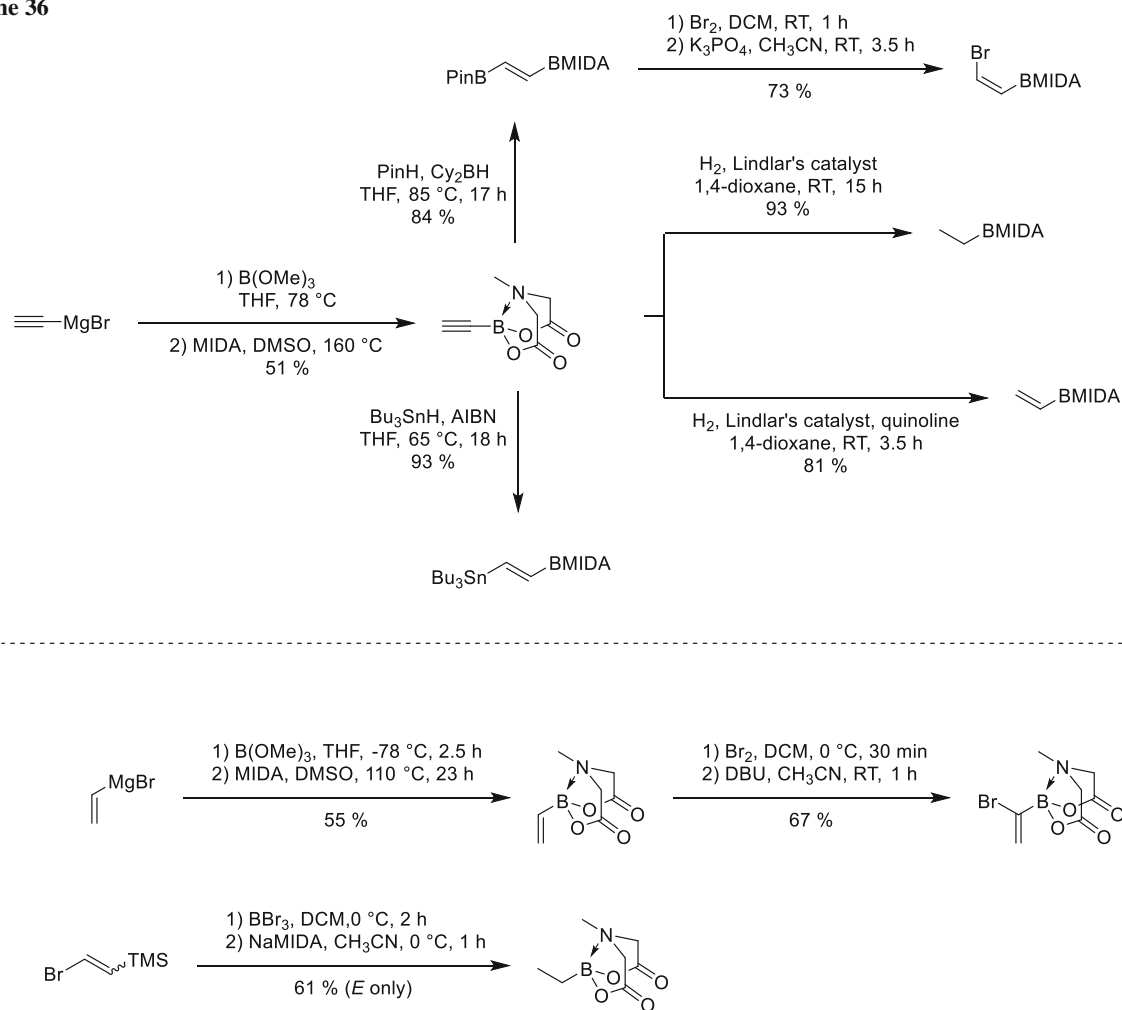 ne 36
1) Br2, DCM, RT, 1 h
2) K3PO4, CH3CN, RT, 3.5 h
73 %
PinB
BMIDA
Br
BMIDA
PinH, Cy2BH
THF, 85 °C, 17 h
84 %
H2, Lindlar's catalyst
1,4-dioxane, RT, 15 h
93 %
BMIDA
MgBr
1) B(OMe)3
THF, 78 °C
2) MIDA, DMSO, 160 °C
51 %
N
B
O
O
O
O
Bu3SnH, AIBN
THF, 65 °C, 18 h
93 %
H2, Lindlar's catalyst, quinoline
1,4-dioxane, RT, 3.5 h
81 %
BMIDA
Bu3Sn
BMIDA
MgBr
1) B(OMe)3, THF, -78 °C, 2.5 h
2) MIDA, DMSO, 110 °C, 23 h
55 %
N
B
O
O
O
O
1) Br2, DCM, 0 °C, 30 min
2) DBU, CH3CN, RT, 1 h
67 %
Br
N
B
O
O
O
O
Br
TMS
1) BBr3, DCM,0 °C, 2 h
2) NaMIDA, CH3CN, 0 °C, 1 h
61 % (E only)
N
B
O
O
O
O